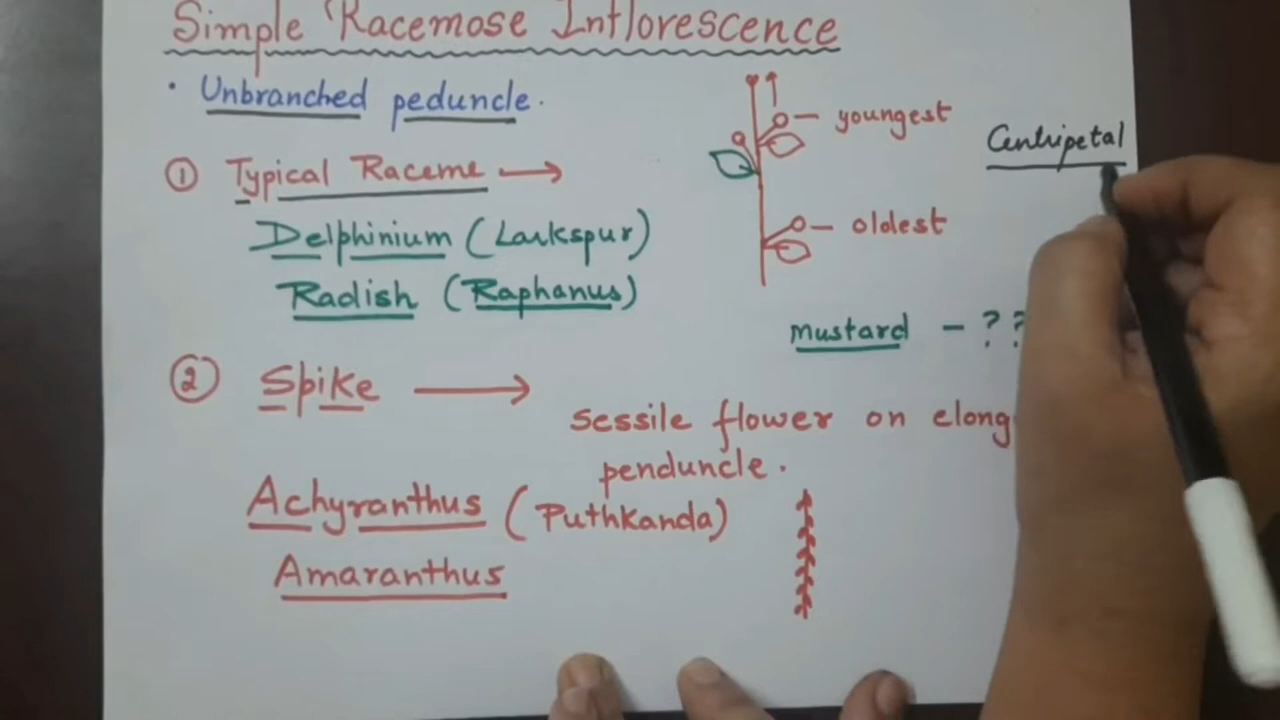 Simple Racemose Inflorescence
• Unbranched peduncle.
① Typical Raceme →
Delphinium (Larkspur)
Radish (Raphanus)
youngest
oldest
Centripetal
mustard - ??
② Spike →
Sessile flower on elong
penduncle.
Achyranthus (Puthkanda)
Amaranthus